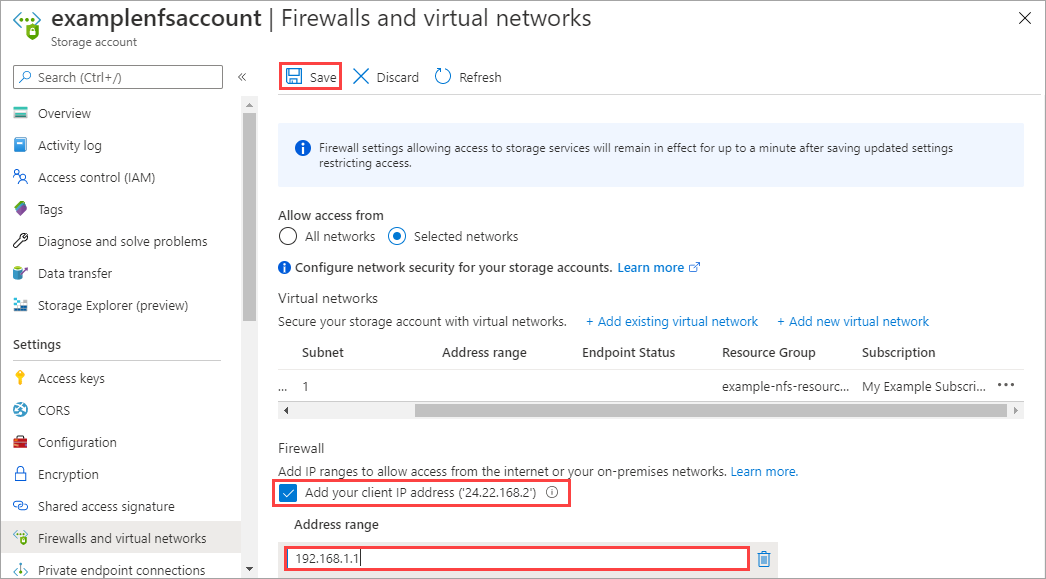 examplenfsaccount | Firewalls and virtual networks
Storage account
Search (Ctrl+/)
«
Save
Discard
Refresh
Overview
Activity log
Access control (IAM)
Tags
Diagnose and solve problems
Data transfer
Storage Explorer (preview)
Settings
Access keys
CORS
Configuration
Encryption
Shared access signature
Firewalls and virtual networks
Private endpoint connections
Firewall settings allowing access to storage services will remain in effect for up to a minute after saving updated settings
restricting access.
Allow access from
All networks
Selected networks
Configure network security for your storage accounts. Learn more
Virtual networks
Secure your storage account with virtual networks. + Add existing virtual network + Add new virtual network
Subnet Address range Endpoint Status Resource Group Subscription
... 1 example-nfs-resourc... My Example Subscri... •••
Firewall
Add IP ranges to allow access from the internet or your on-premises networks. Learn more.
Add your client IP address ('24.22.168.2')
Address range
192.168.1.1